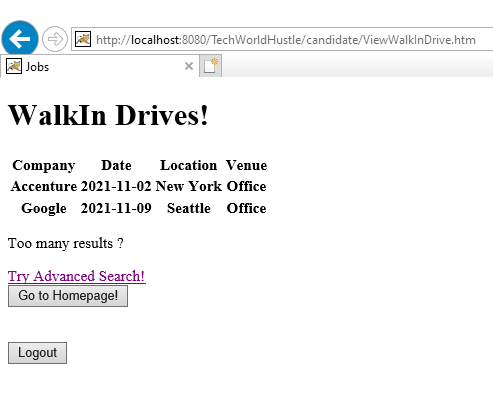 http://localhost:8080/TechWorldHustle/candidate/ViewWalkInDrive.htm
Jobs
WalkIn Drives!
Company Date Location Venue
Accenture 2021-11-02 New York Office
Google 2021-11-09 Seattle Office
Too many results ?
Try Advanced Search!
Go to Homepage!
Logout